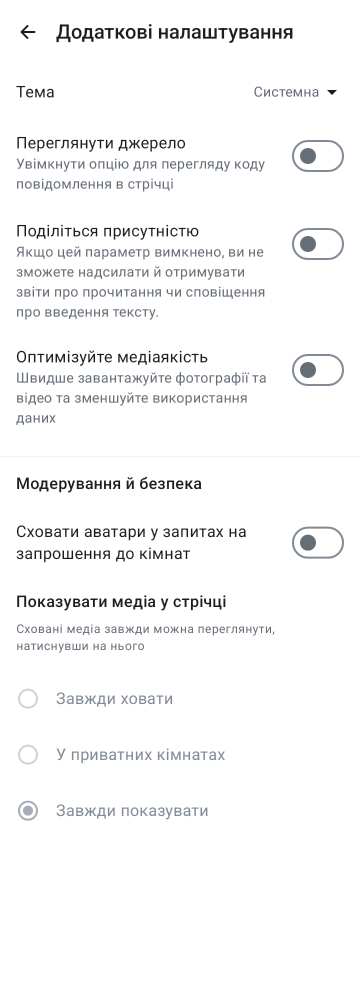 Додаткові налаштування
Тема
Системна
Переглянути джерело
Увімкнути опцію для перегляду коду
повідомлення в стрічці
Поділіться присутністю
Якщо цей параметр вимкнено, ви не
зможете надсилати й отримувати
звіти про прочитання чи сповіщення
про введення тексту.
Оптимізуйте медіаякість
Швидше завантажуйте фотографії та
відео та зменшуйте використання
даних
Модерування й безпека
Сховати аватари у запитах на
запрошення до кімнат
Показувати медіа у стрічці
Сховані медіа завжди можна переглянути,
натиснувши на нього
Завжди ховати
У приватних кімнатах
Завжди показувати